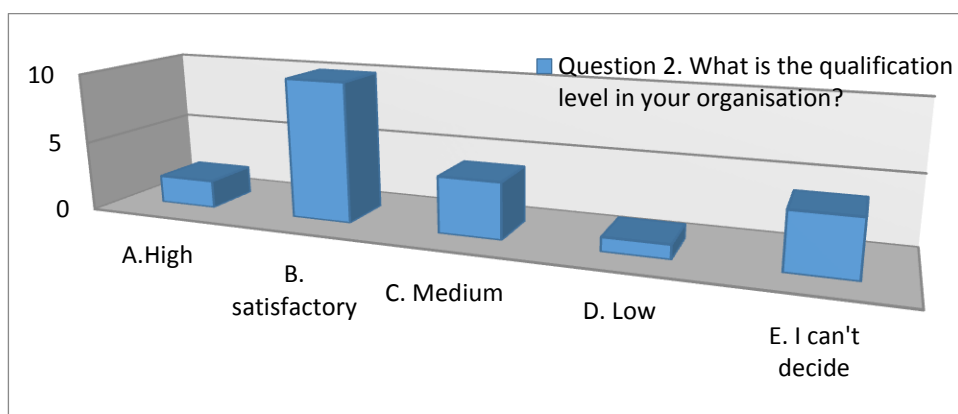 Question 2. What is the qualification
level in your organisation?
10
5
0
A.High
B.
satisfactory
C. Medium
D. Low
E. I can't
decide